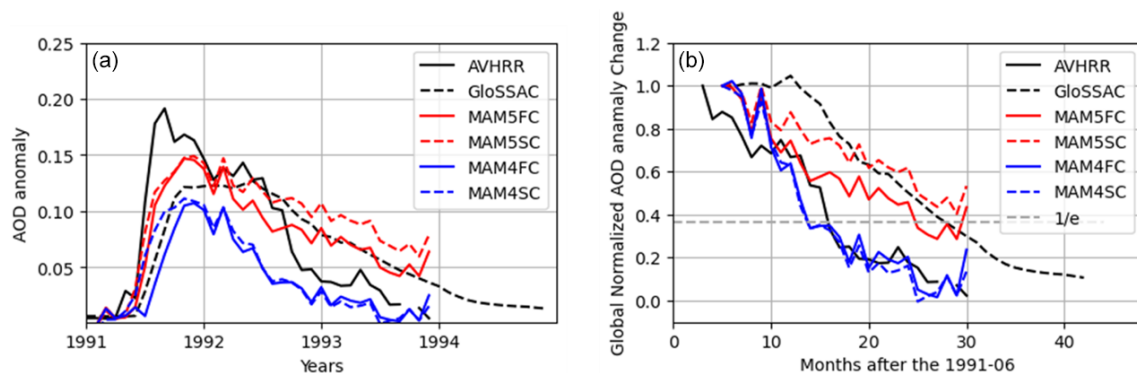 (a)
AOD anomaly
0.25
0.20
0.15
0.10
0.05
1991
1992
1993
1994
Years
AVHRR
GloSSAC
MAM5FC
MAM5SC
MAM4FC
MAM4SC
(b)
Global Normalized AOD anamaly Change
1.2
1.0
0.8
0.6
0.4
0.2
0.0
0
10
20
30
40
Months after the 1991-06
AVHRR
GloSSAC
MAM5FC
MAM5SC
MAM4FC
MAM4SC
1/e